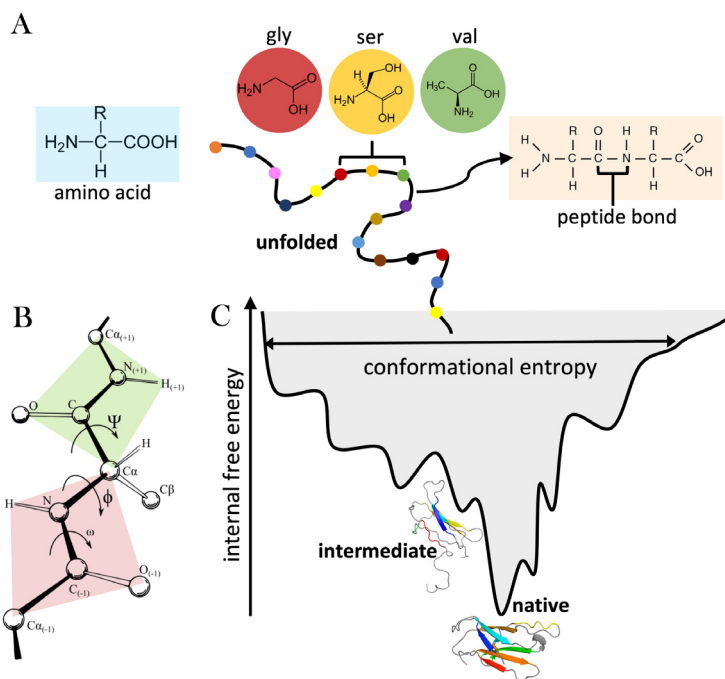 A
gly
ser
val
H₂N
O
OH
H
OH
O
H₂N
OH
O
H₃C
OH
NH₂
R
H₂N–C–COOH
H
amino acid
R
O
H
R
O
H
N
C
C
N
C
C
OH
H
H
H
peptide bond
unfolded
B
Cα(+1)
N(+1)
H(+1)
O
C
Ψ
H
Cα
Cβ
H
N
ϕ
ω
O(-1)
C(-1)
Cα(-1)
C
conformational entropy
internal free energy
intermediate
native